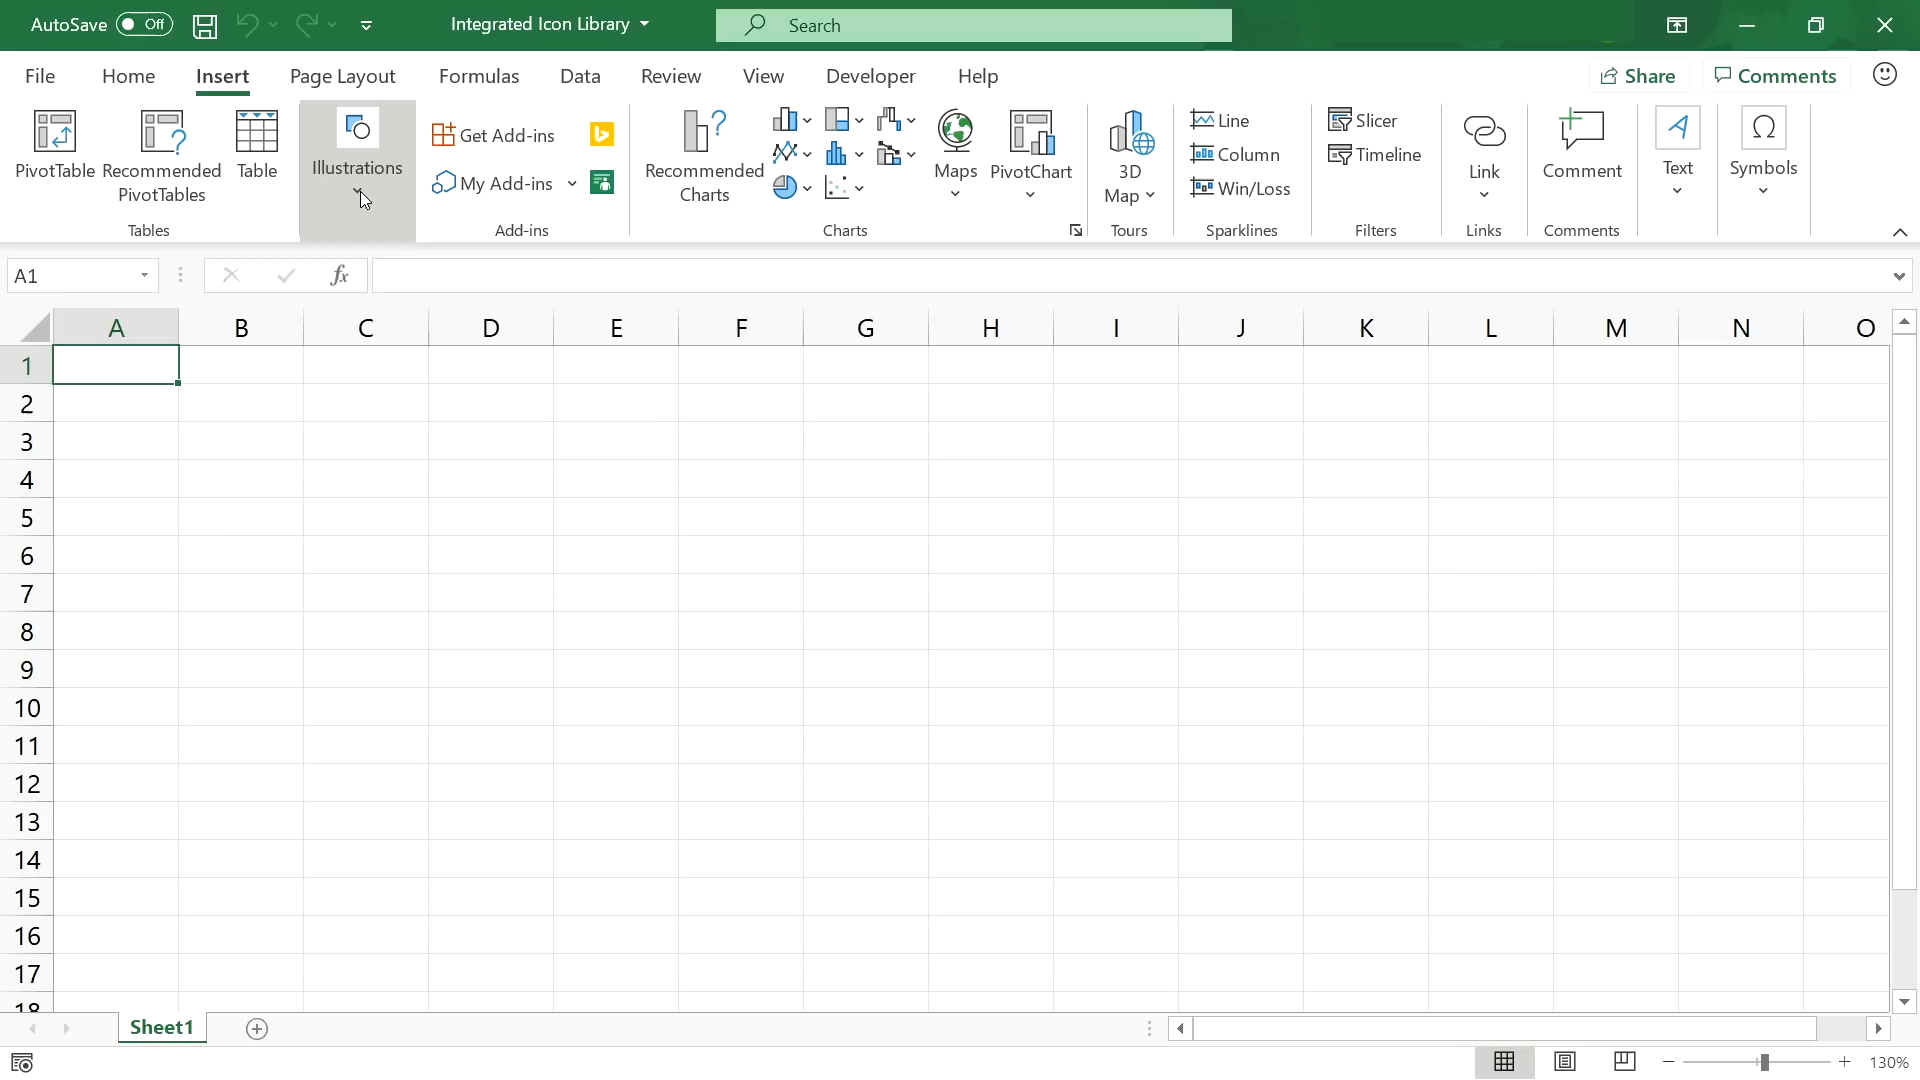 AutoSave Off Integrated Icon Library Search
File Home Insert Page Layout Formulas Data Review View Developer Help Share Comments
PivotTable Recommended PivotTables Table
Tables
Illustrations
Get Add-ins
My Add-ins
Add-ins
Recommended Charts
Maps PivotChart
Charts
3D Map
Tours
Line
Column
Win/Loss
Sparklines
Slicer
Timeline
Filters
Link
Links
Comment
Comments
Text
Ω
Symbols
A1 fx
A B C D E F G H I J K L M N O
1
2
3
4
5
6
7
8
9
10
11
12
13
14
15
16
17
18
Sheet1
130%